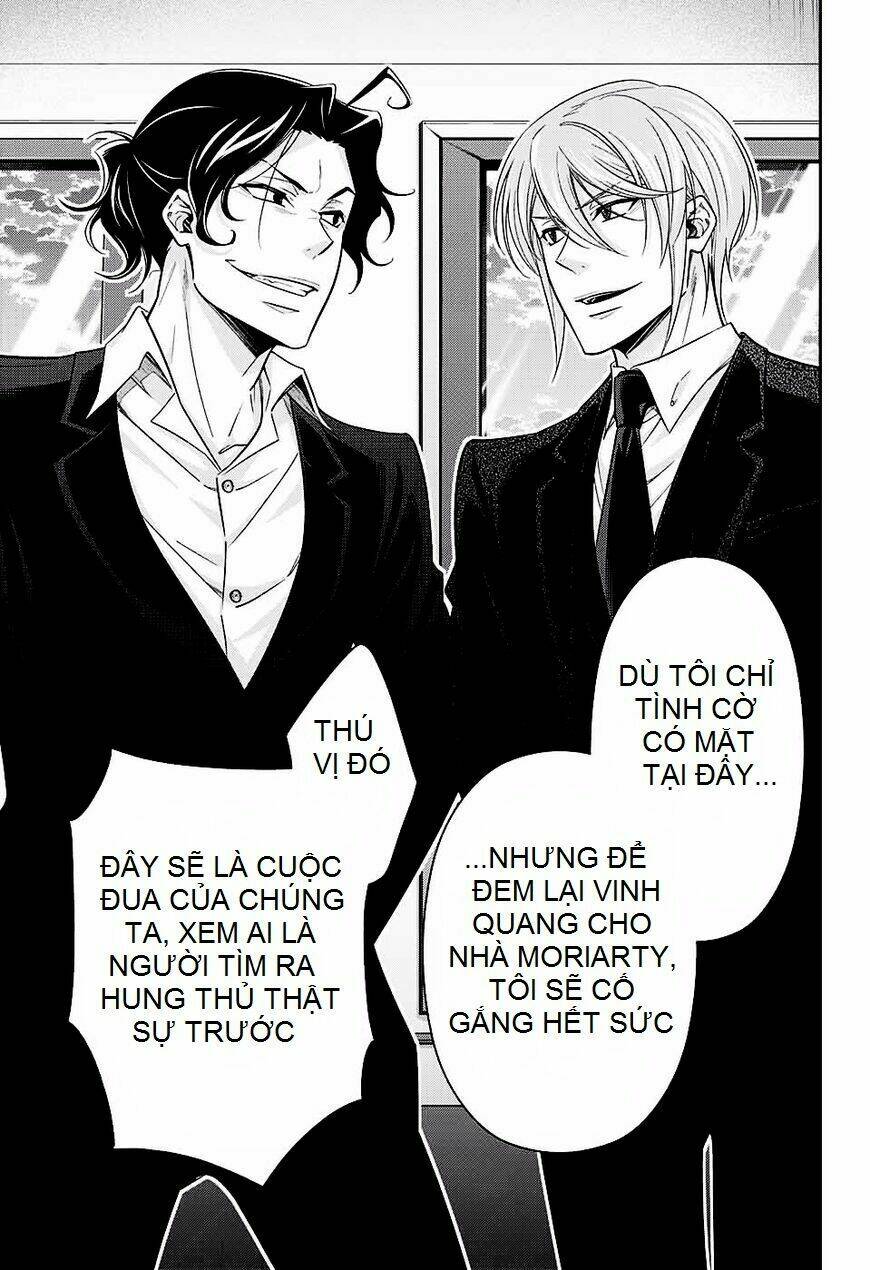 DÙ TÔI CHỈ
TÌNH CỜ
CÓ MẶT
TẠI ĐÂY...
...NHƯNG ĐỂ
ĐEM LẠI VINH
QUANG CHO
NHÀ MORIARTY,
TÔI SẼ CỐ
GẮNG HẾT SỨC
THÚ
VỊ ĐÓ
ĐÂY SẼ LÀ CUỘC
ĐUA CỦA CHÚNG
TA, XEM AI LÀ
NGƯỜI TÌM RA
HUNG THỦ THẬT
SỰ TRƯỚC